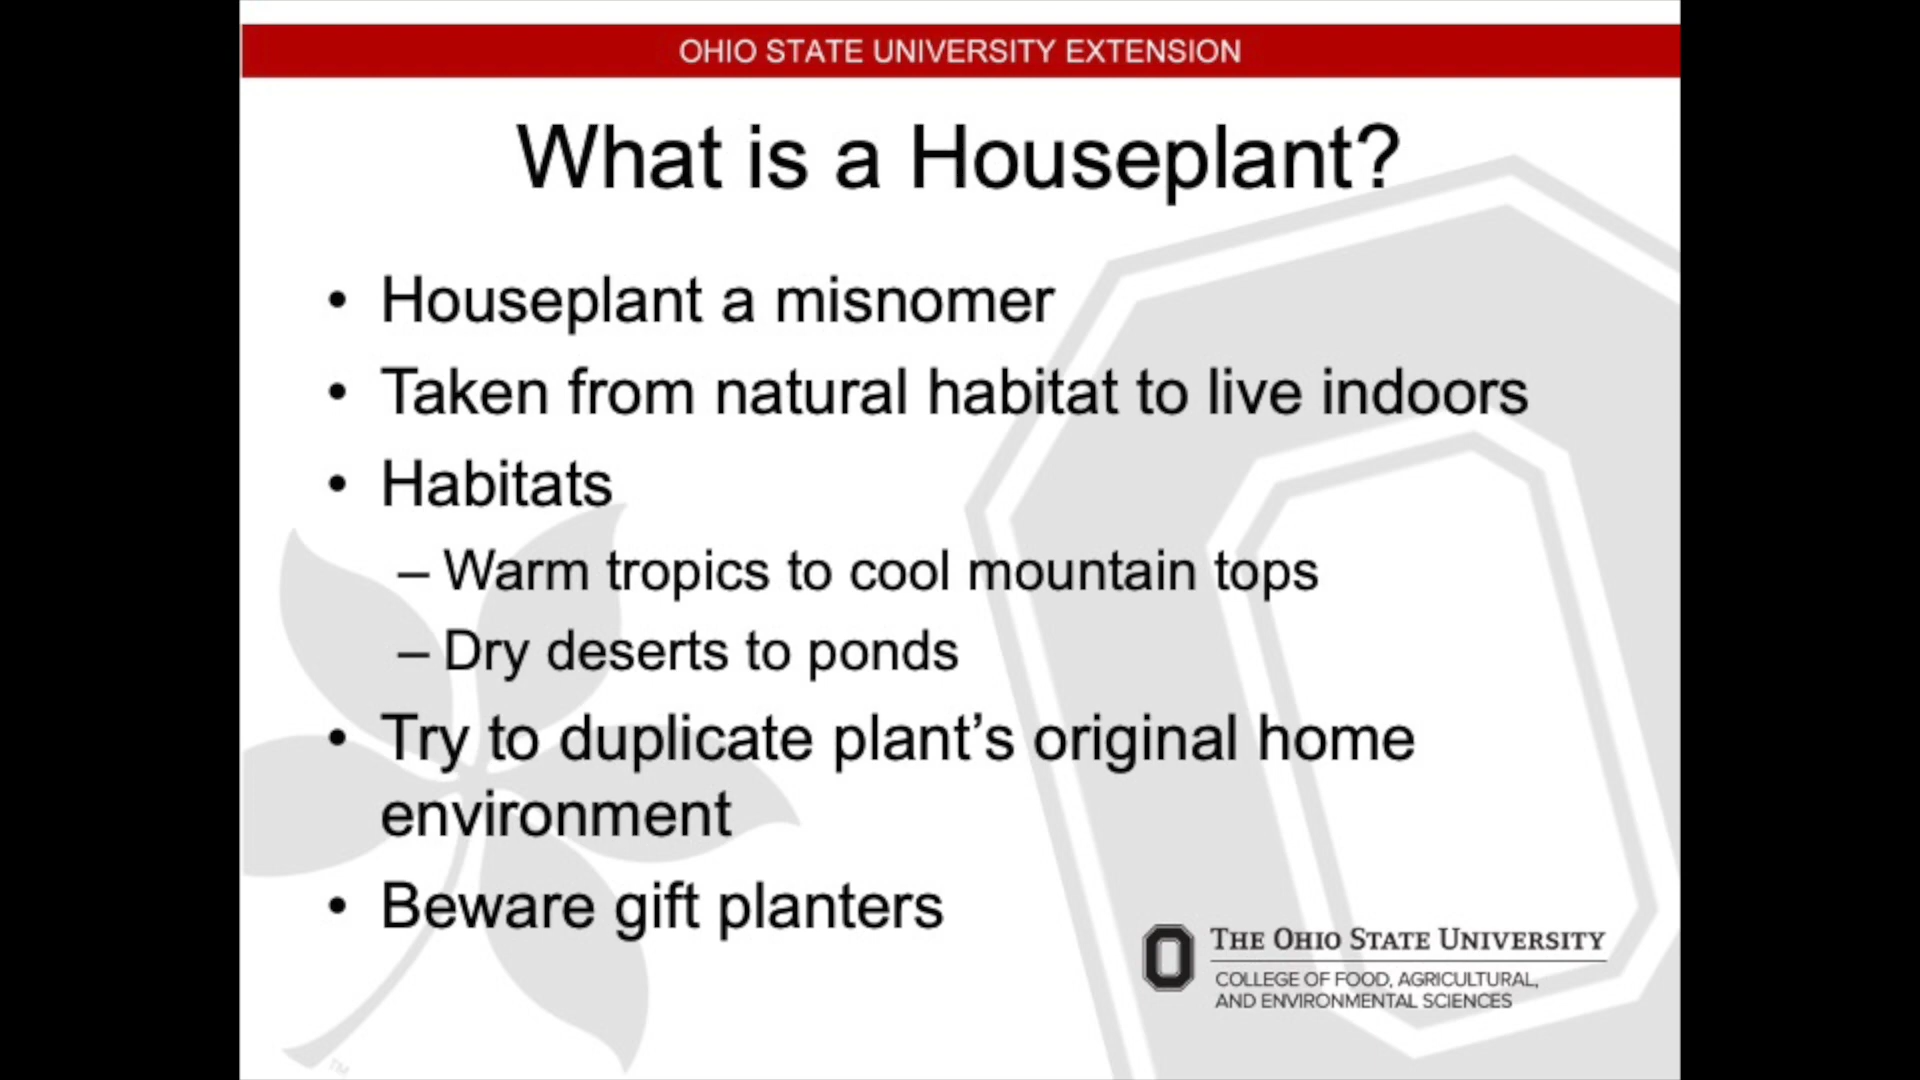 OHIO STATE UNIVERSITY EXTENSION
What is a Houseplant?
• Houseplant a misnomer
• Taken from natural habitat to live indoors
• Habitats
– Warm tropics to cool mountain tops
– Dry deserts to ponds
• Try to duplicate plant’s original home
environment
• Beware gift planters
THE OHIO STATE UNIVERSITY
COLLEGE OF FOOD, AGRICULTURAL,
AND ENVIRONMENTAL SCIENCES
TM